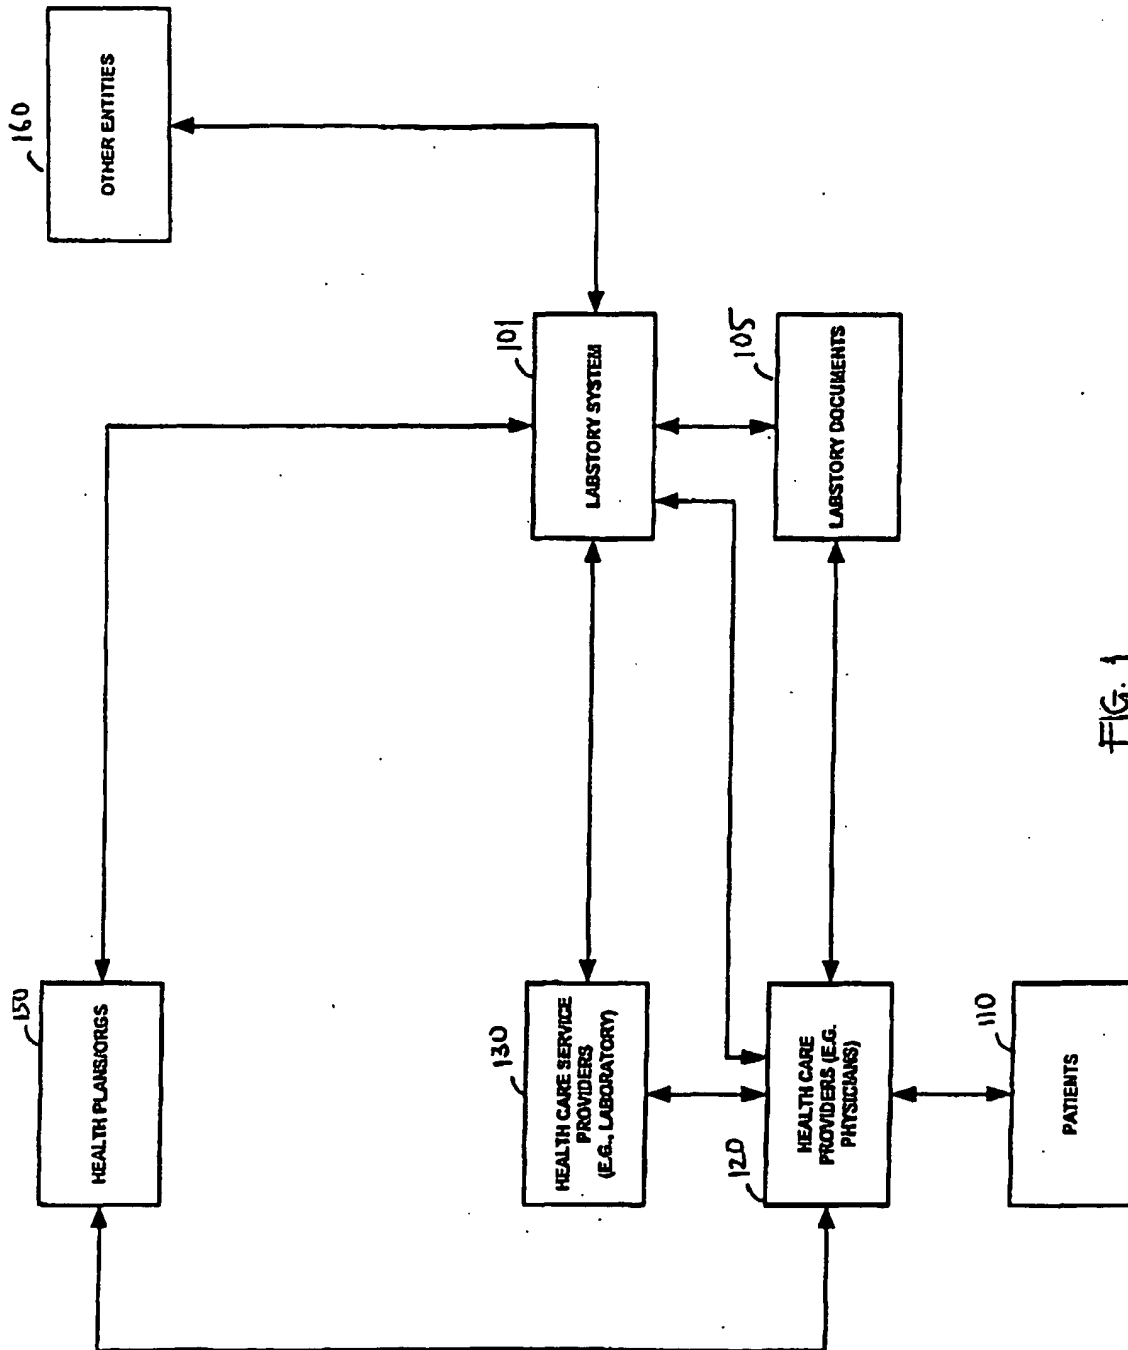 160
OTHER ENTITIES
101
LABSTORY SYSTEM
105
LABSTORY DOCUMENTS
150
HEALTH PLANS/ORGS
130
HEALTH CARE SERVICE
PROVIDERS
(E.G., LABORATORY)
120
HEALTH CARE
PROVIDERS (E.G.
PHYSICIANS)
110
PATIENTS
FIG. 1